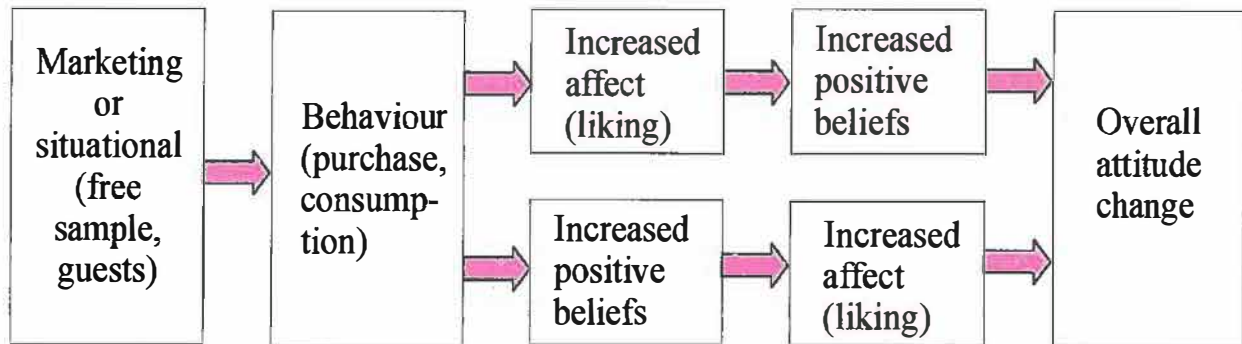 Marketing
or
situational
(free
sample,
guests)
Behaviour
(purchase,
consump-
tion)
Increased
affect
(liking)
Increased
positive
beliefs
Increased
positive
beliefs
Increased
affect
(liking)
Overall
attitude
change